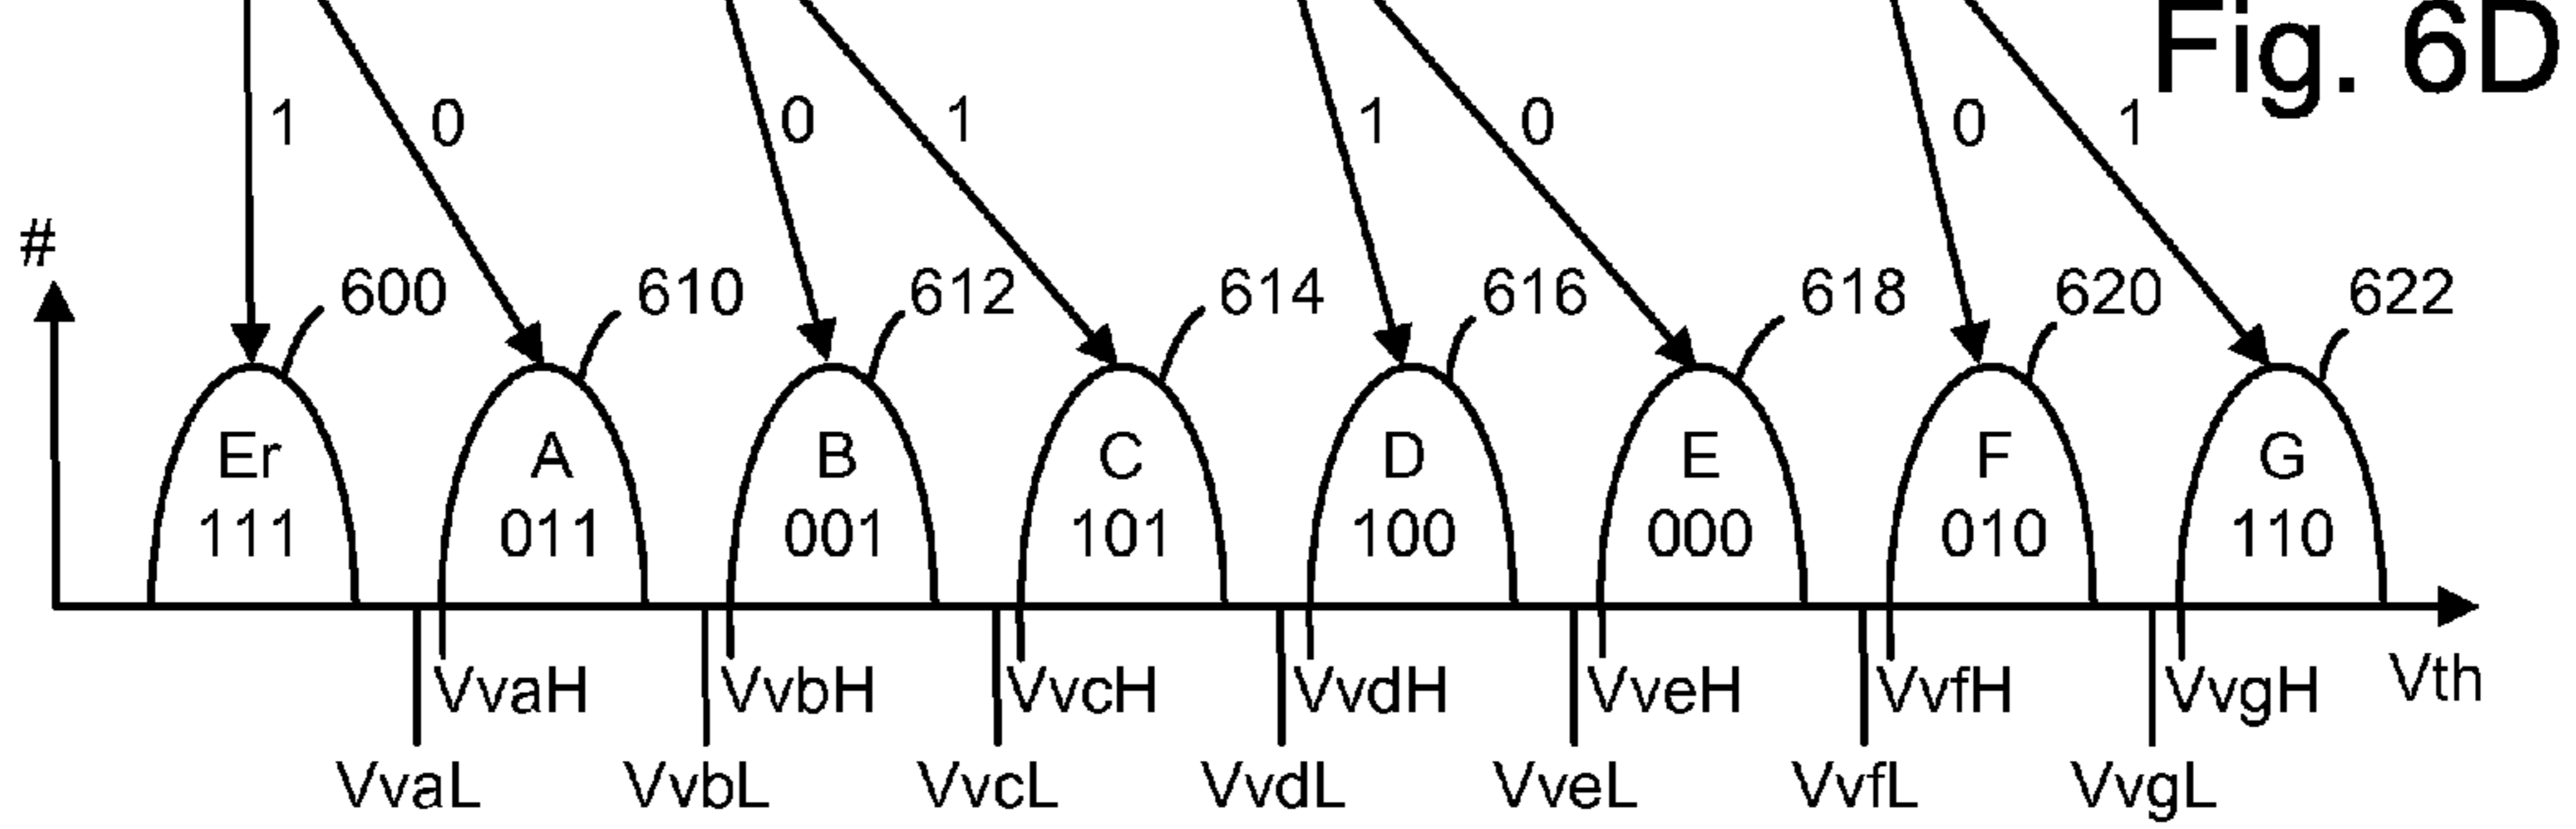 Fig. 6D
1 0 0 1 1 0 0 1
#
600 610 612 614 616 618 620 622
Er A B C D E F G
111 011 001 101 100 000 010 110
VvaH VvbH VvcH VvdH VveH VvfH VvgH Vth
VvaL VvbL VvcL VvdL VveL VvfL VvgL